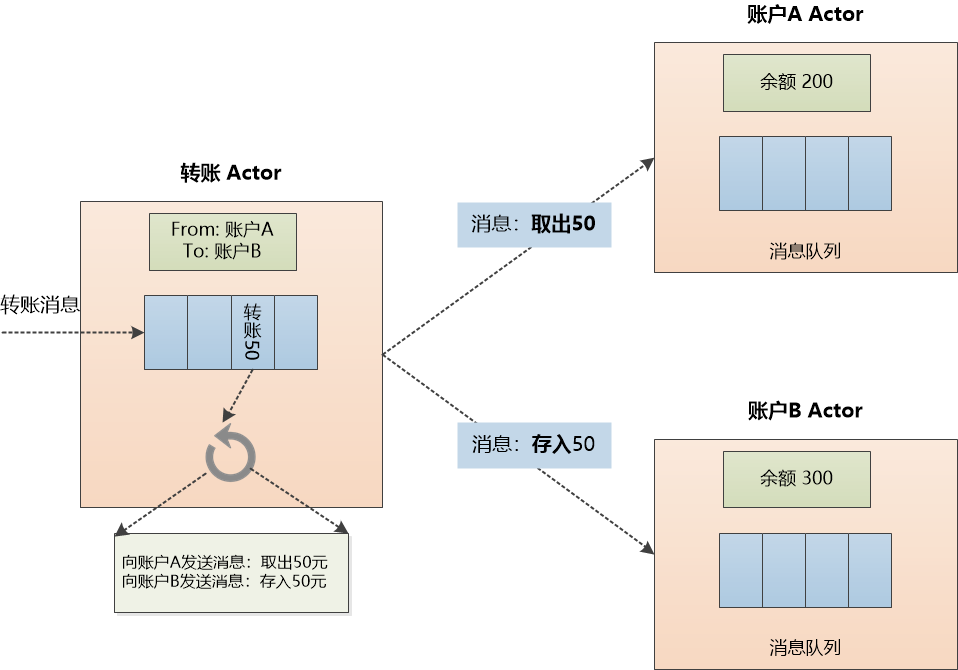 转账 Actor
From: 账户A
To: 账户B
转账消息
转账50
向账户A发送消息：取出50元
向账户B发送消息：存入50元
消息：取出50
消息：存入50
账户A Actor
余额 200
消息队列
账户B Actor
余额 300
消息队列